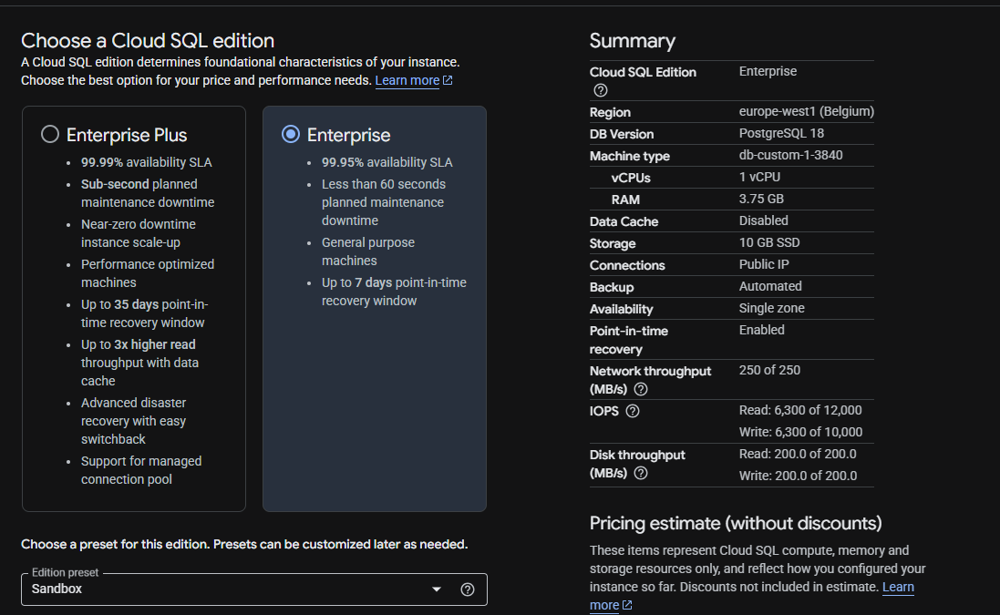 Choose a Cloud SQL edition
A Cloud SQL edition determines foundational characteristics of your instance.
Choose the best option for your price and performance needs. Learn more
Enterprise Plus
• 99.99% availability SLA
• Sub-second planned
maintenance downtime
• Near-zero downtime
instance scale-up
• Performance optimized
machines
• Up to 35 days point-in-
time recovery window
• Up to 3x higher read
throughput with data
cache
• Advanced disaster
recovery with easy
switchback
• Support for managed
connection pool
Enterprise
• 99.95% availability SLA
• Less than 60 seconds
planned maintenance
downtime
• General purpose
machines
• Up to 7 days point-in-time
recovery window
Choose a preset for this edition. Presets can be customized later as needed.
Edition preset
Sandbox
Summary
Cloud SQL Edition Enterprise
Region europe-west1 (Belgium)
DB Version PostgreSQL 18
Machine type db-custom-1-3840
vCPUs 1 vCPU
RAM 3.75 GB
Data Cache Disabled
Storage 10 GB SSD
Connections Public IP
Backup Automated
Availability Single zone
Point-in-time Enabled
recovery
Network throughput 250 of 250
(MB/s)
IOPS Read: 6,300 of 12,000
Write: 6,300 of 10,000
Disk throughput Read: 200.0 of 200.0
(MB/s) Write: 200.0 of 200.0
Pricing estimate (without discounts)
These items represent Cloud SQL compute, memory and
storage resources only, and reflect how you configured your
instance so far. Discounts not included in estimate. Learn
more